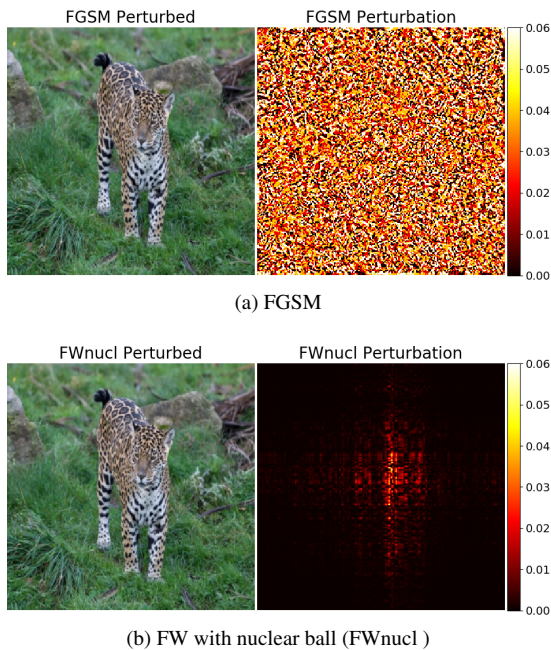 FGSM Perturbed
FGSM Perturbation
0.06
0.05
0.04
0.03
0.02
0.01
0.00
(a) FGSM
FWnucl Perturbed
FWnucl Perturbation
0.06
0.05
0.04
0.03
0.02
0.01
0.00
(b) FW with nuclear ball (FWnucl )